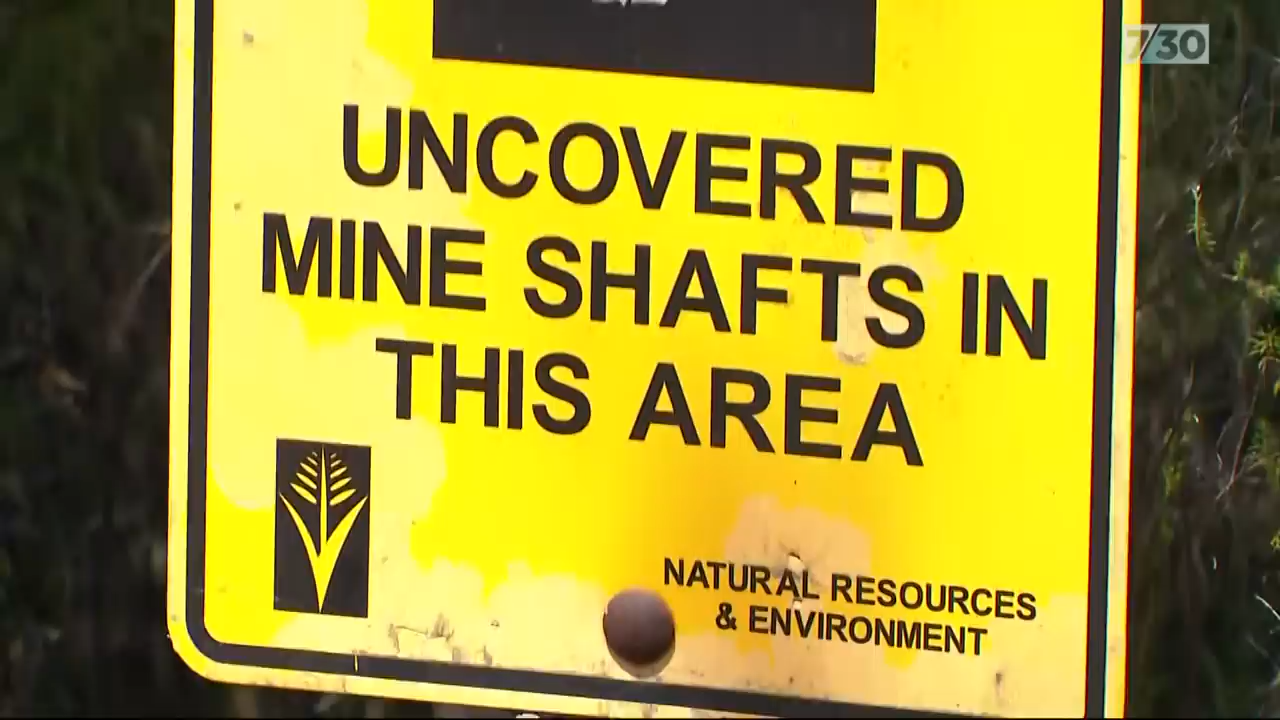 7/30
UNCOVERED
MINE SHAFTS IN
THIS AREA
NATURAL RESOURCES
& ENVIRONMENT